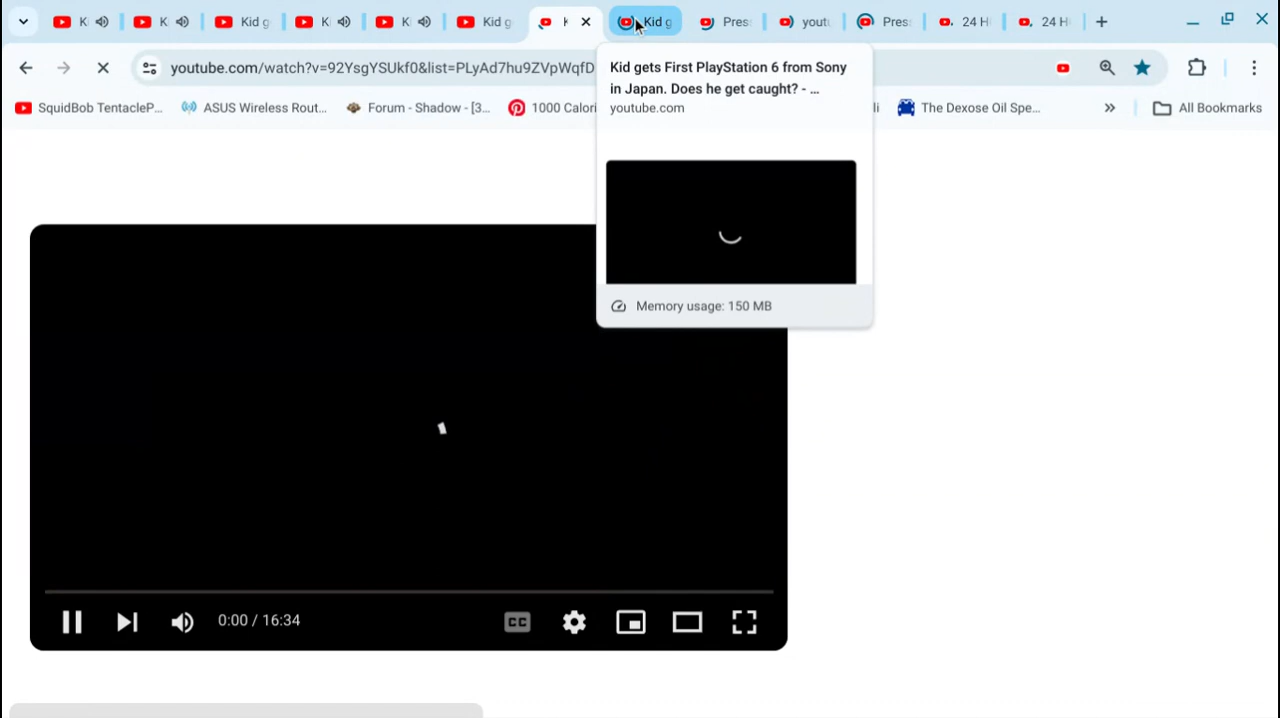 K
K
Kid g
K
K
Kid g
K
Kid g
Pres
yout
Pres
24 H
24 H
youtube.com/watch?v=92YsgYSUkf0&list=PLyAd7hu9ZVpWqfD
SquidBob TentacleP...
ASUS Wireless Rout...
Forum - Shadow - [3...
1000 Calori
li
The Dexose Oil Spe...
All Bookmarks
Kid gets First PlayStation 6 from Sony
in Japan. Does he get caught? - ...
youtube.com
Memory usage: 150 MB
0:00 / 16:34
CC